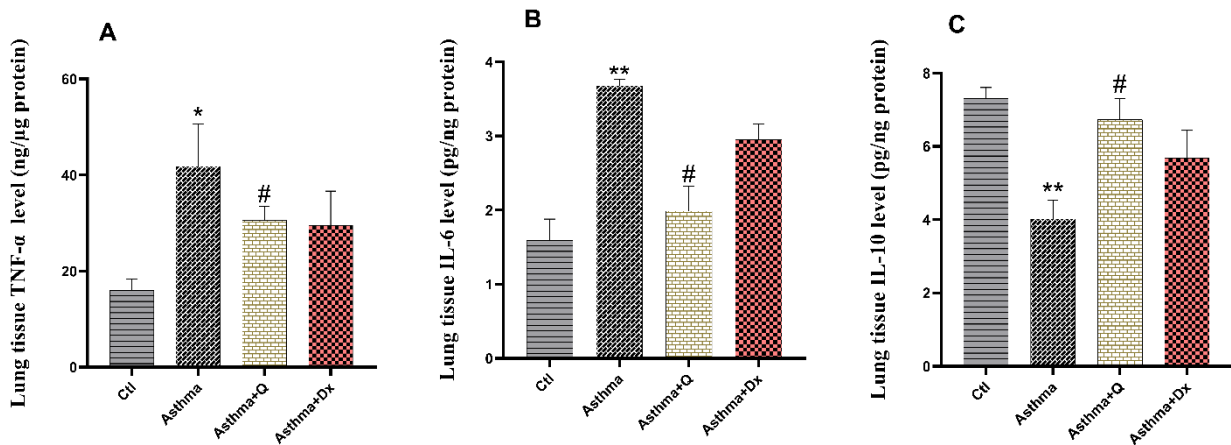 A
Lung tissue TNF-α level (ng/µg protein)
60
40
20
0
*
#
Ctl
Asthma
Asthma+Q
Asthma+Dx
B
Lung tissue IL-6 level (pg/ng protein)
4
3
2
1
0
**
#
Ctl
Asthma
Asthma+Q
Asthma+Dx
C
Lung tissue IL-10 level (pg/ng protein)
8
6
4
2
0
**
#
Ctl
Asthma
Asthma+Q
Asthma+Dx